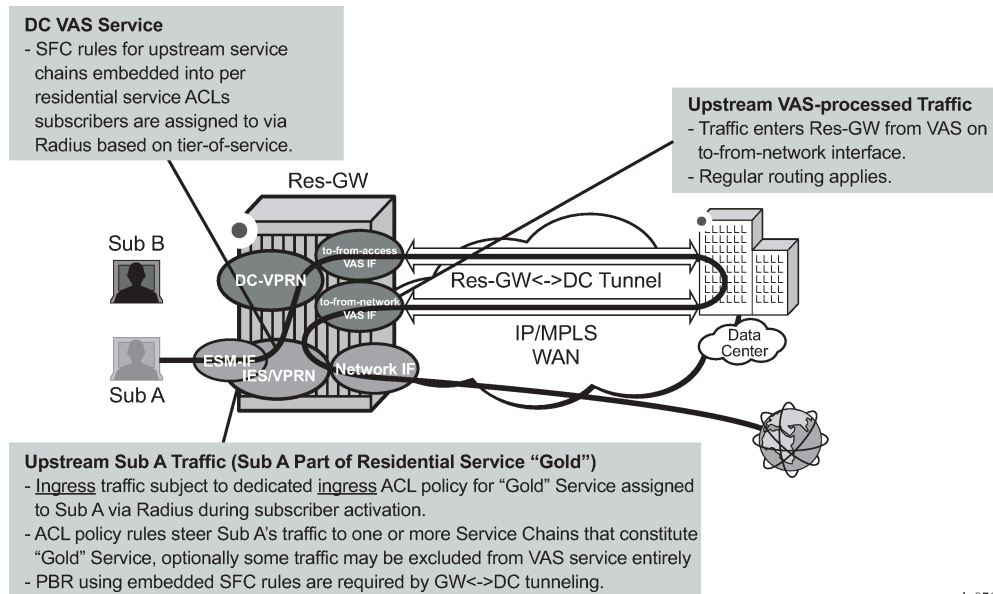 DC VAS Service
- SFC rules for upstream service
chains embedded into per
residential service ACLs
subscribers are assigned to via
Radius based on tier-of-service.
Upstream VAS-processed Traffic
- Traffic enters Res-GW from VAS on
to-from-network interface.
- Regular routing applies.
Res-GW
Sub B
to-from-access
VAS IF
DC-VPRN
Res-GW<->DC Tunnel
to-from-network
VAS IF
IP/MPLS
WAN
Data
Center
ESM-IF
IES/VPRN
Network IF
Sub A
Upstream Sub A Traffic (Sub A Part of Residential Service “Gold”)
- Ingress traffic subject to dedicated ingress ACL policy for “Gold” Service assigned
to Sub A via Radius during subscriber activation.
- ACL policy rules steer Sub A’s traffic to one or more Service Chains that constitute
“Gold” Service, optionally some traffic may be excluded from VAS service entirely
- PBR using embedded SFC rules are required by GW<->DC tunneling.